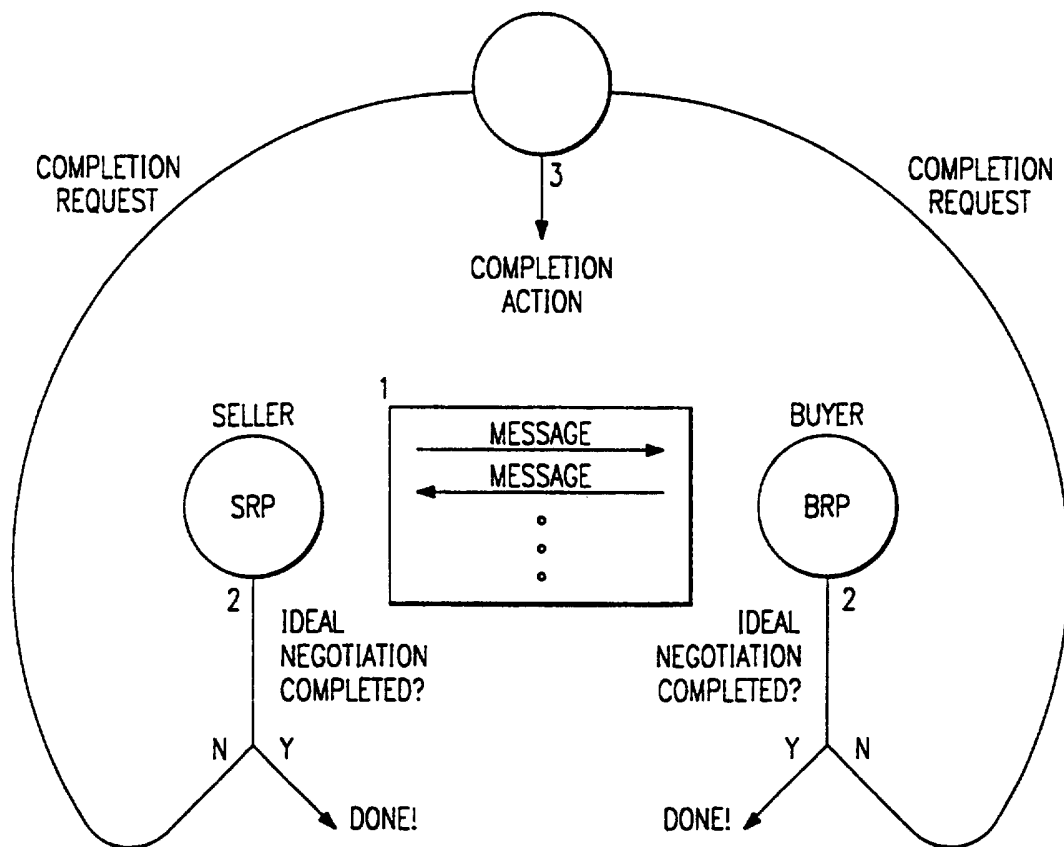 COMPLETION
REQUEST
COMPLETION
REQUEST
3
COMPLETION
ACTION
1
SELLER
BUYER
MESSAGE
MESSAGE
SRP
BRP
2
IDEAL
NEGOTIATION
COMPLETED?
2
IDEAL
NEGOTIATION
COMPLETED?
N Y
Y N
DONE!
DONE!